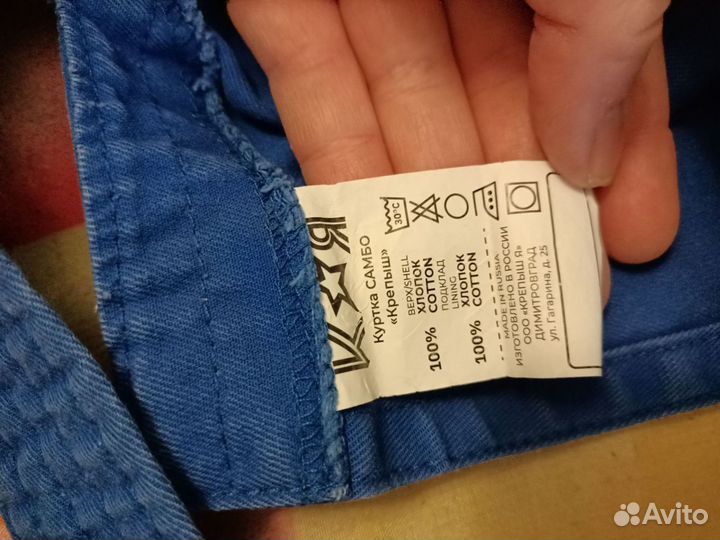 Куртка САМБО
«Крепыш»
30°C
ВЕРХ/SHELL
100% ХЛОПОК
COTTON
ПОДКЛАД
LINING
100% ХЛОПОК
COTTON
MADE IN RUSSIA
ИЗГОТОВЛЕНО В РОССИИ
ООО «КРЕПЫШ Я»
ДИМИТРОВГРАД
ул. Гагарина, д. 25
Avito